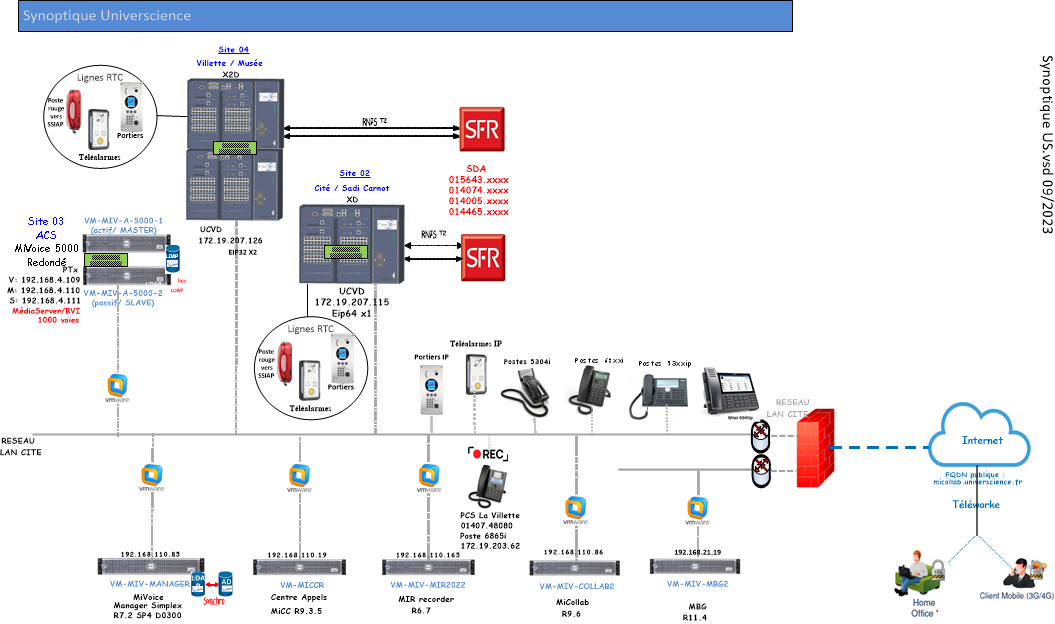 Synoptique Universcience
Synoptique US.vsd 09/2023
Site 04
Villette / Musée
X2D
Lignes RTC
Poste
rouge
vers
SSIAP
Portiers
Téléalarmes
RNIS T2
SFR
SDA
015643.xxxx
014074.xxxx
014005.xxxx
014465.xxxx
UCVD
172.19.207.126
EIP32 X2
Site 02
Cité / Sadi Carnot
XD
RNIS T2
SFR
UCVD
172.19.207.115
Eip64 x1
Site 03
ACS
MiVoice 5000
Redondé
PTx
V: 192.168.4.109
M: 192.168.4.110
S: 192.168.4.111
MédiaServer/BVI
1000 voies
VM-MIV-A-5000-1
(actif/ MASTER)
LDAP
VM-MIV-A-5000-2
(passif/ SLAVE)
vmware
Lignes RTC
Poste
rouge
vers
SSIAP
Portiers
Téléalarmes
Portiers IP
Téléalarmes IP
Postes 5304i
Postes 53xxip
RESEAU
LAN CITE
RESEAU
LAN CITE
REC
PCS La Villette
01407.48080
Poste 6865i
172.19.203.62
vmware
vmware
vmware
vmware
vmware
192.168.110.85
VM-MIV-MANAGER
MiVoice
Manager Simplex
R7.2 SP4 D0300
AD
Synchro
192.168.110.19
VM-MICCR
Centre Appels
MiCC R9.3.5
192.168.110.165
VM-MIV-MIR2022
MIR recorder
R6.7
192.168.110.86
VM-MIV-COLLAB2
MiCollab
R9.6
192.168.21.19
VM-MIV-MBG2
MBG
R11.4
Internet
FQDN publique :
micollab.universcience.fr
Téléworke
Home
Office *
Client Mobile (3G/4G)